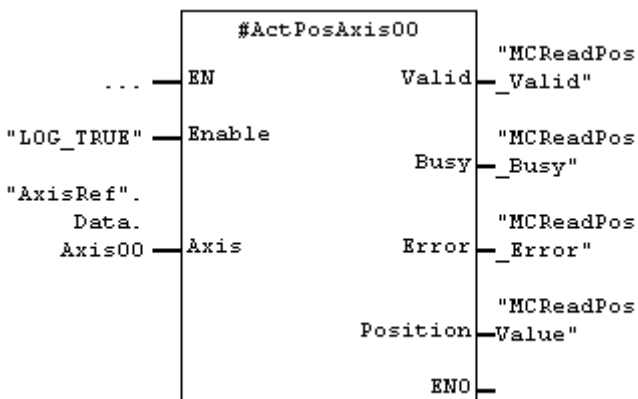 #ActPosAxis00
"MCReadPos
... EN Valid _Valid"
"LOG_TRUE" Enable
"MCReadPos
Busy _Busy"
"AxisRef".
Data.
"MCReadPos
Axis00 Axis Error _Error"
"MCReadPos
Position Value"
ENO